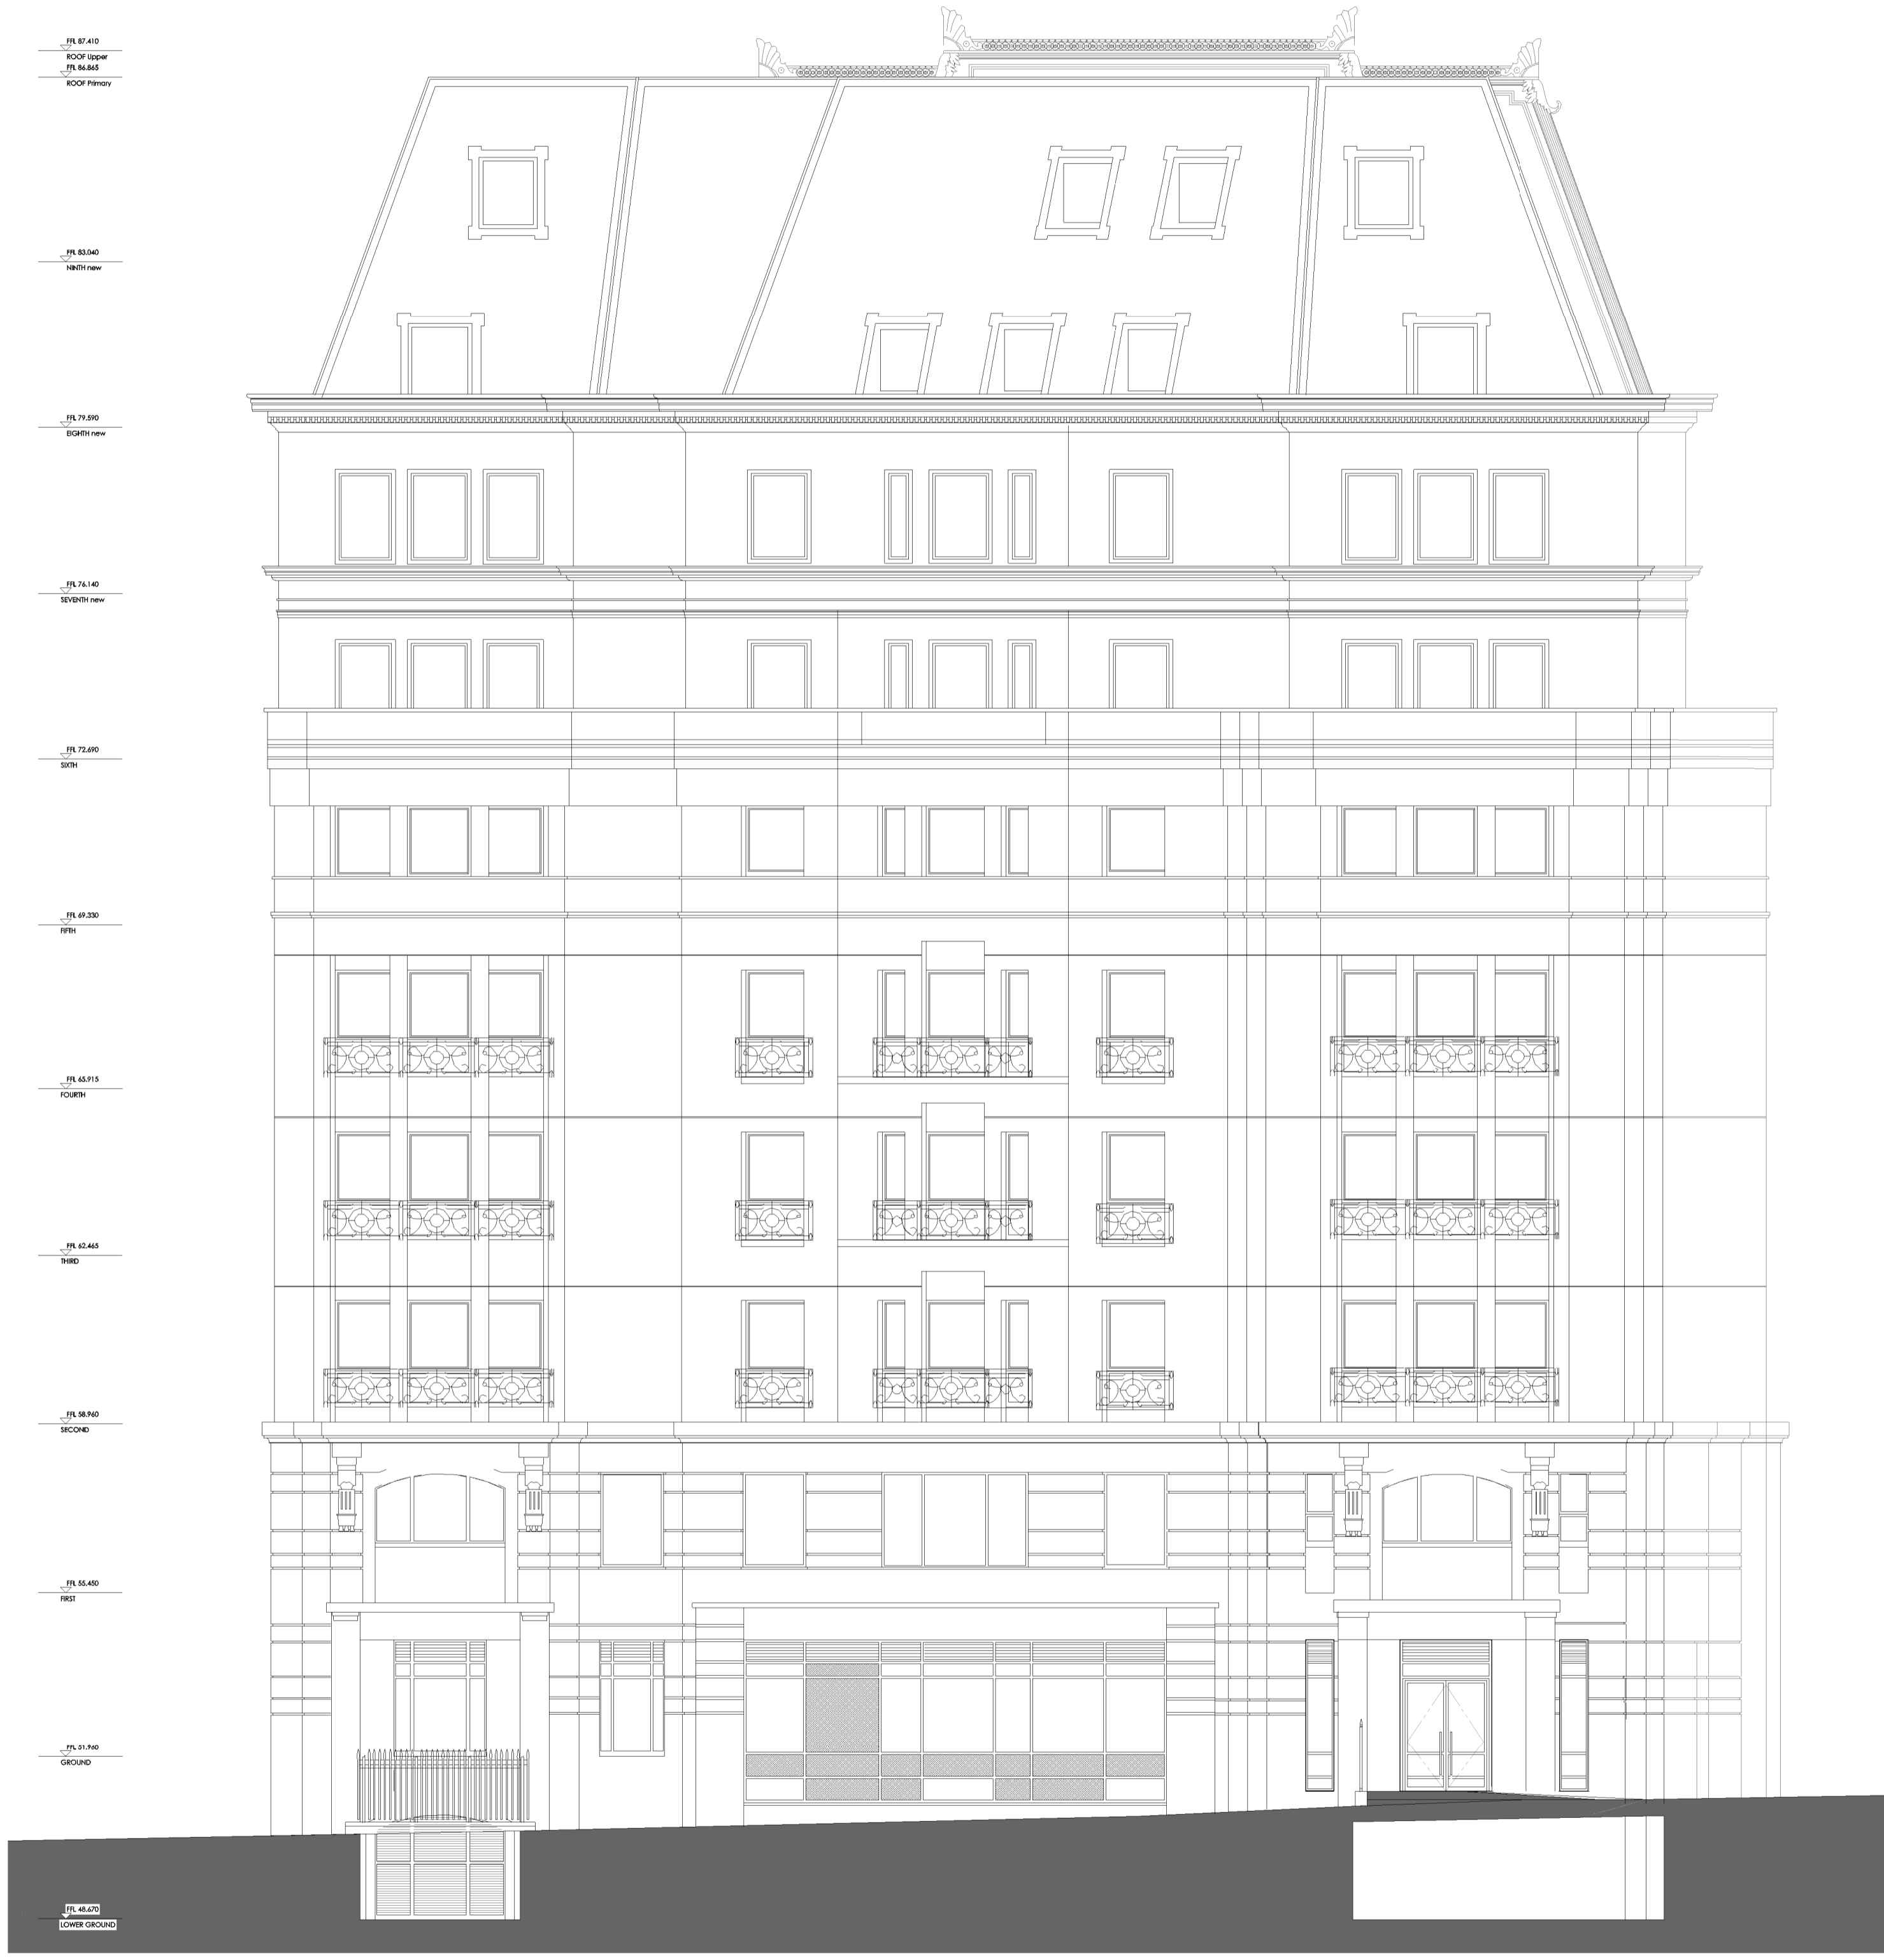 FFL 87.410
ROOF Upper
FFL 86.865
ROOF Primary
FFL 83.040
NINTH new
FFL 79.590
EIGHTH new
FFL 76.140
SEVENTH new
FFL 72.690
SIXTH
FFL 69.330
FIFTH
FFL 65.915
FOURTH
FFL 62.465
THIRD
FFL 58.960
SECOND
FFL 55.450
FIRST
FFL 51.960
GROUND
FFL 48.670
LOWER GROUND